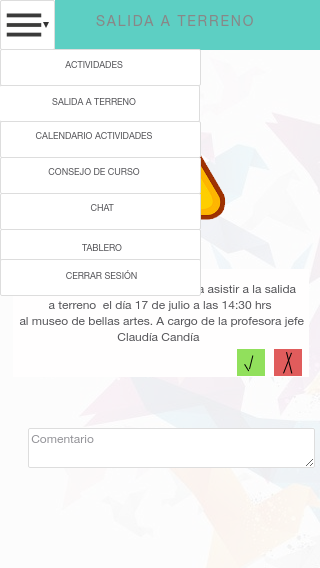 SALIDA A TERRENO
ACTIVIDADES
SALIDA A TERRENO
CALENDARIO ACTIVIDADES
CONSEJO DE CURSO
CHAT
TABLERO
CERRAR SESIÓN
asistir a la salida
a terreno el día 17 de julio a las 14:30 hrs
al museo de bellas artes. A cargo de la profesora jefe
Claudía Candía
Comentario